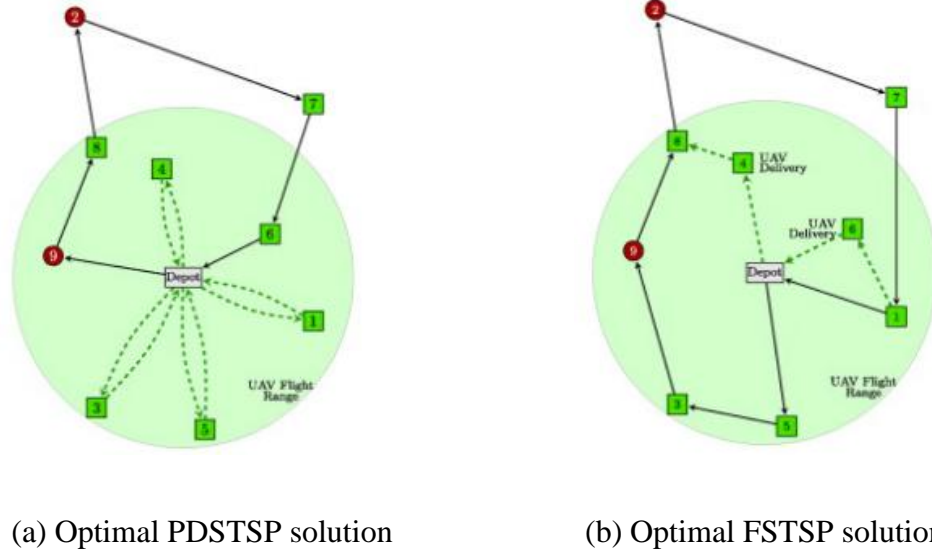 2
7
8
4
6
9
Depot
1
UAV Flight
Range
3
5
(a) Optimal PDSTSP solution
2
7
8
4
UAV
Delivery
UAV
Delivery
6
9
Depot
1
UAV Flight
Range
3
5
(b) Optimal FSTSP solution